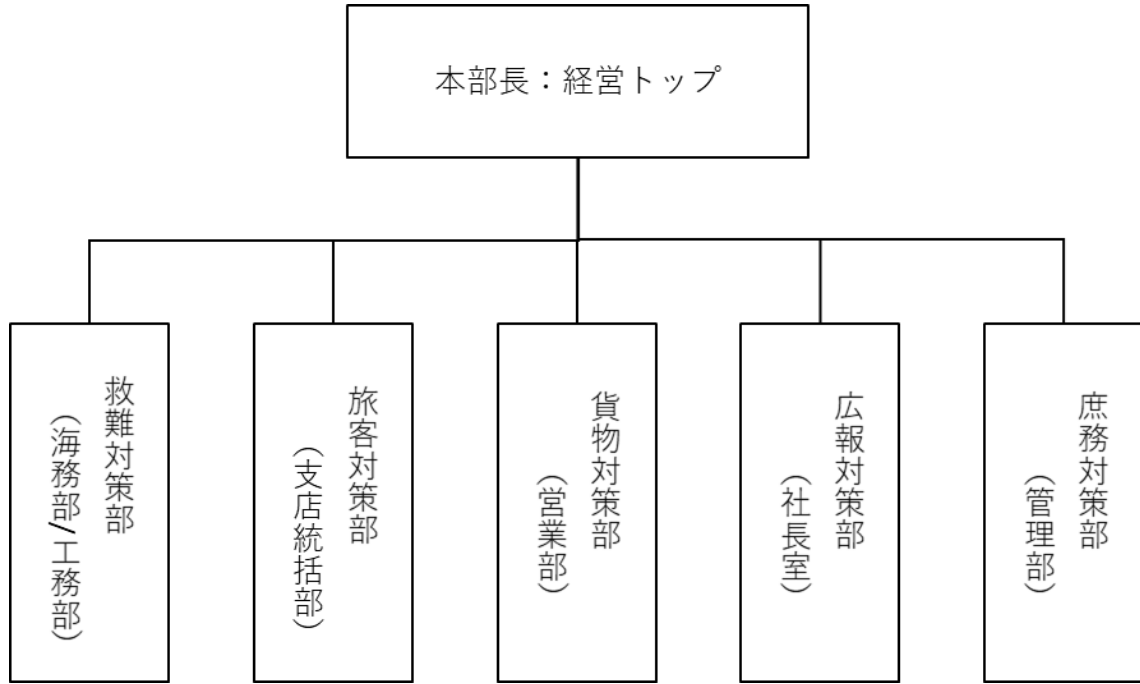 本部長：経営トップ
救難対策部
（海務部/工務部）
旅客対策部
（支店統括部）
貨物対策部
（営業部）
広報対策部
（社長室）
庶務対策部
（管理部）